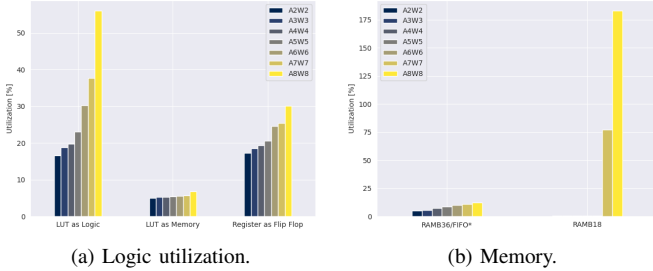 Utilization [%]
50
40
30
20
10
0
A2W2
A3W3
A4W4
A5W5
A6W6
A7W7
A8W8
LUT as Logic
LUT as Memory
Register as Flip Flop
(a) Logic utilization.
Utilization [%]
175
150
125
100
75
50
25
0
A2W2
A3W3
A4W4
A5W5
A6W6
A7W7
A8W8
RAMB36/FIFO*
RAMB18
(b) Memory.